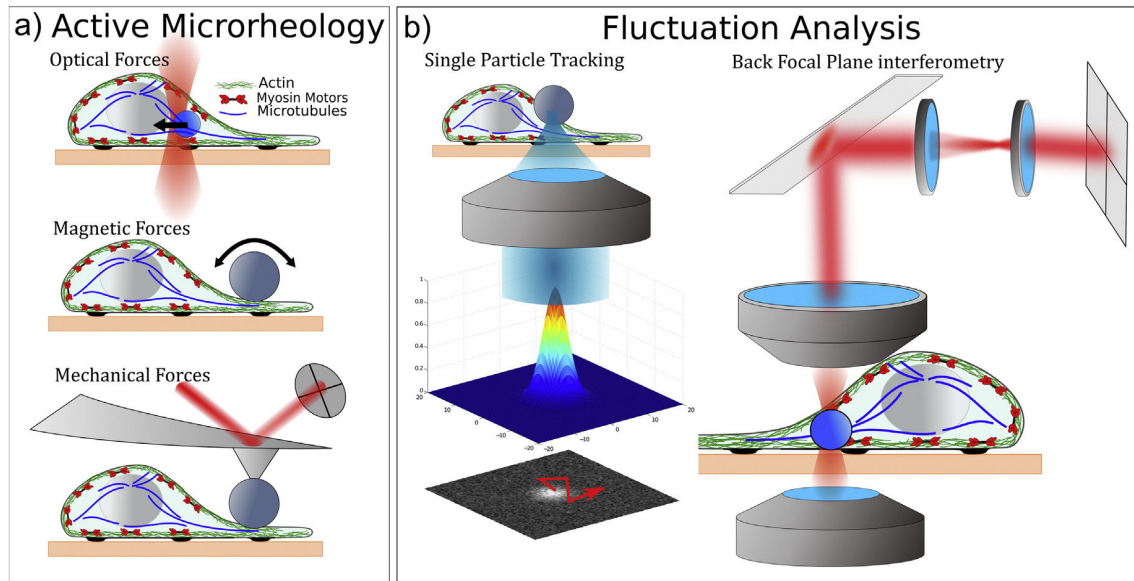 a) Active Microrheology
Optical Forces
Actin
Myosin Motors
Microtubules
Magnetic Forces
Mechanical Forces
b) Fluctuation Analysis
Single Particle Tracking
Back Focal Plane interferometry
1
0.8
0.6
0.4
0.2
0
20
10
0
−10
−20
−20
−10
0
10
20